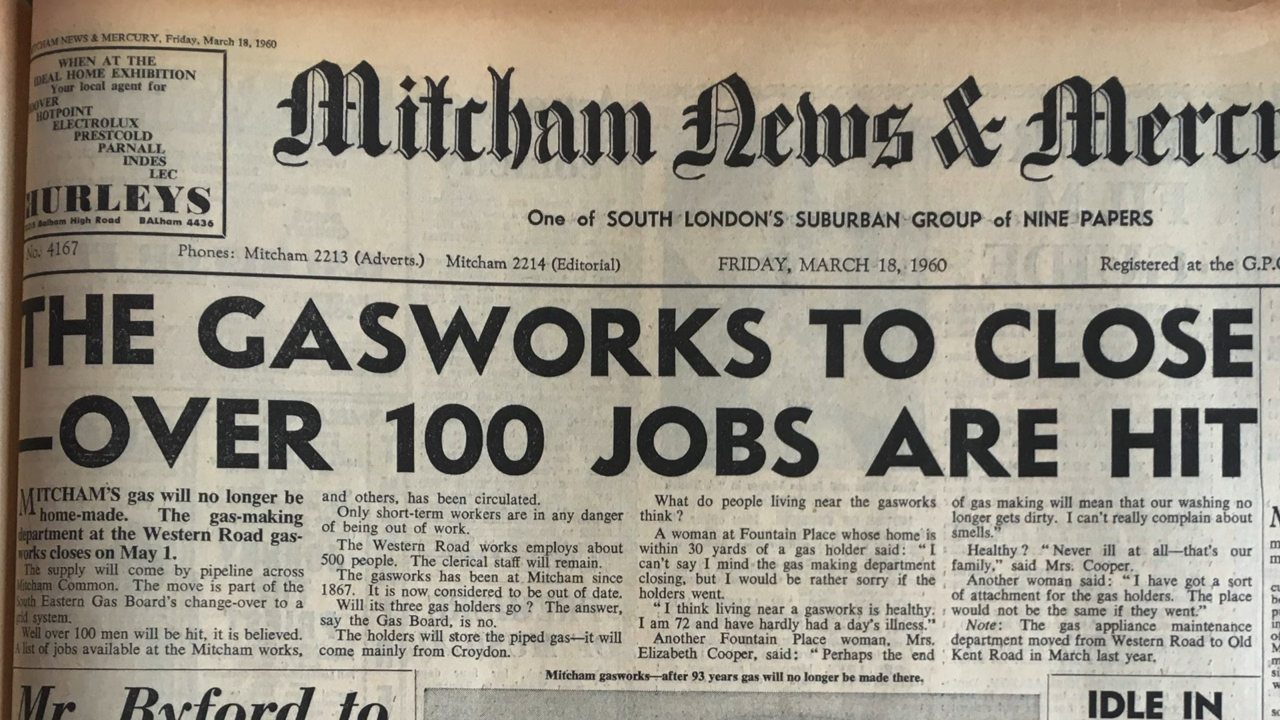 MITCHAM NEWS & MERCURY, Friday, March 18, 1960
WHEN AT THE
IDEAL HOME EXHIBITION
Your local agent for
HOOVER
HOTPOINT
ELECTROLUX
PRESTCOLD
PARNALL
INDES
LEC
HURLEYS
Balham High Road BALham 4436
Mitcham News & Mercu
One of SOUTH LONDON'S SUBURBAN GROUP of NINE PAPERS
No. 4167 Phones: Mitcham 2213 (Adverts.) Mitcham 2214 (Editorial) FRIDAY, MARCH 18, 1960 Registered at the G.P.O
THE GASWORKS TO CLOSE
—OVER 100 JOBS ARE HIT
MITCHAM'S gas will no longer be
home-made. The gas-making
department at the Western Road gas-
works closes on May 1.
The supply will come by pipeline across
Mitcham Common. The move is part of the
South Eastern Gas Board's change-over to a
grid system.
Well over 100 men will be hit, it is believed.
A list of jobs available at the Mitcham works,
and others, has been circulated.
Only short-term workers are in any danger
of being out of work.
The Western Road works employs about
500 people. The clerical staff will remain.
The gasworks has been at Mitcham since
1867. It is now considered to be out of date.
Will its three gas holders go? The answer,
say the Gas Board, is no.
The holders will store the piped gas—it will
come mainly from Croydon.
What do people living near the gasworks
think?
A woman at Fountain Place whose home is
within 30 yards of a gas holder said: "I
can't say I mind the gas making department
closing, but I would be rather sorry if the
holders went.
"I think living near a gasworks is healthy.
I am 72 and have hardly had a day's illness."
Another Fountain Place woman, Mrs.
Elizabeth Cooper, said: "Perhaps the end
of gas making will mean that our washing no
longer gets dirty. I can't really complain about
smells."
Healthy? "Never ill at all—that's our
family," said Mrs. Cooper.
Another woman said: "I have got a sort
of attachment for the gas holders. The place
would not be the same if they went."
Note: The gas appliance maintenance
department moved from Western Road to Old
Kent Road in March last year.
Mitcham gasworks—after 93 years gas will no longer be made there.
Mr. Byford to
IDLE IN